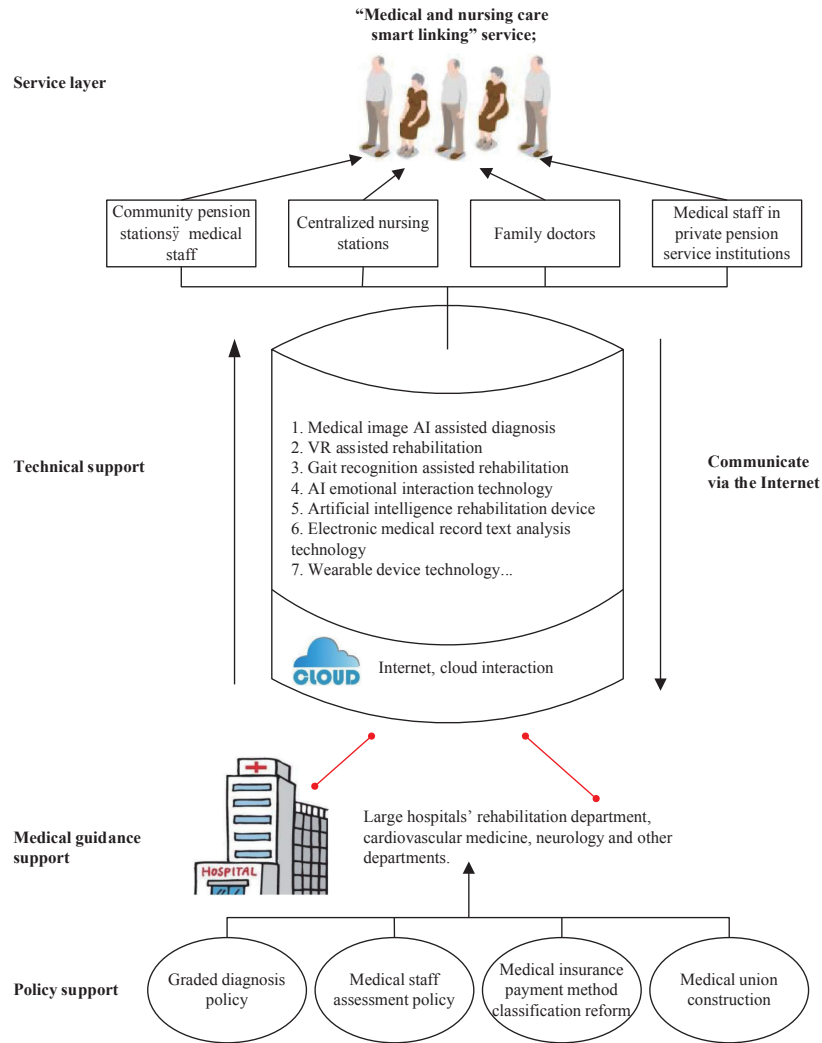 “Medical and nursing care
smart linking” service;
Service layer
Community pension
stationsÿ medical
staff
Centralized nursing
stations
Family doctors
Medical staff in
private pension
service institutions
Technical support
1. Medical image AI assisted diagnosis
2. VR assisted rehabilitation
3. Gait recognition assisted rehabilitation
4. AI emotional interaction technology
5. Artificial intelligence rehabilitation device
6. Electronic medical record text analysis
technology
7. Wearable device technology...
Communicate
via the Internet
CLOUD
Internet, cloud interaction
Medical guidance
support
HOSPITAL
Large hospitals’ rehabilitation department,
cardiovascular medicine, neurology and other
departments.
Policy support
Graded diagnosis
policy
Medical staff
assessment policy
Medical insurance
payment method
classification reform
Medical union
construction